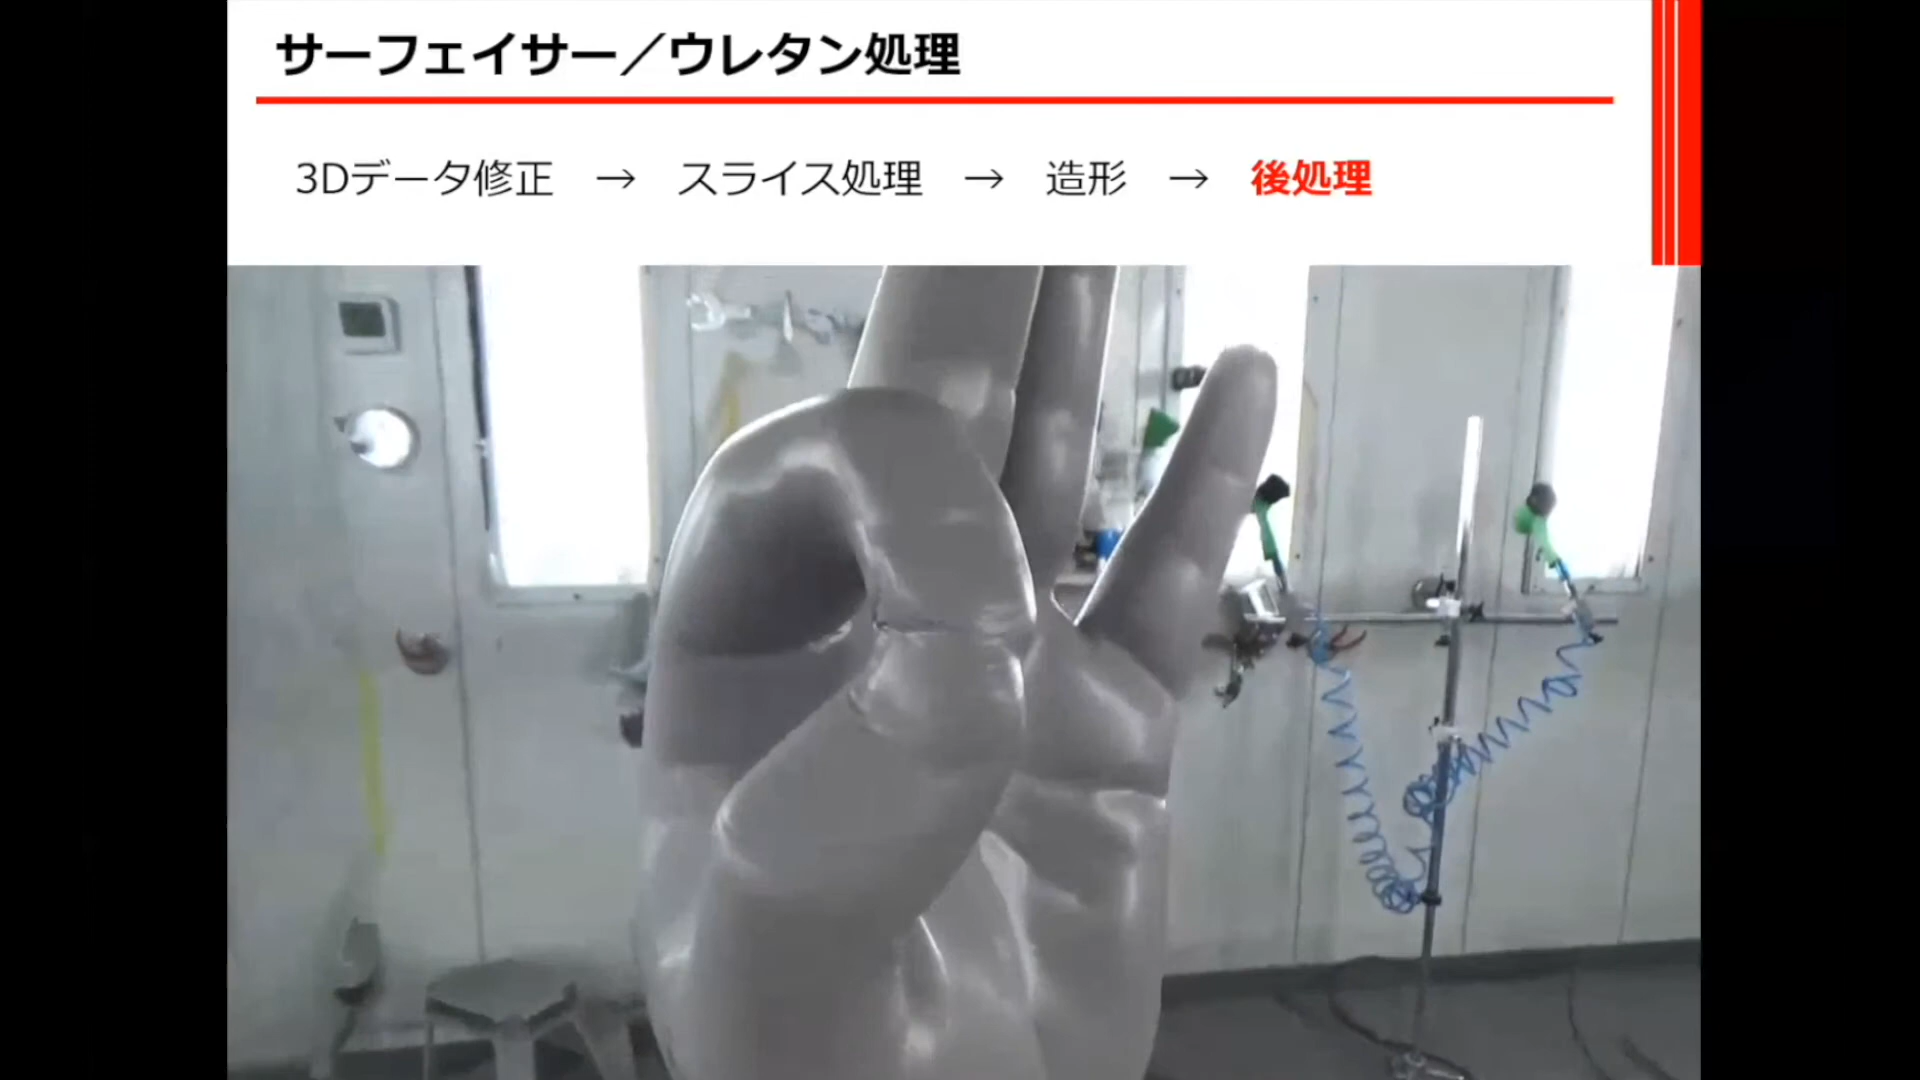 サーフェイサー／ウレタン処理
3Dデータ修正　→　スライス処理　→　造形　→　後処理